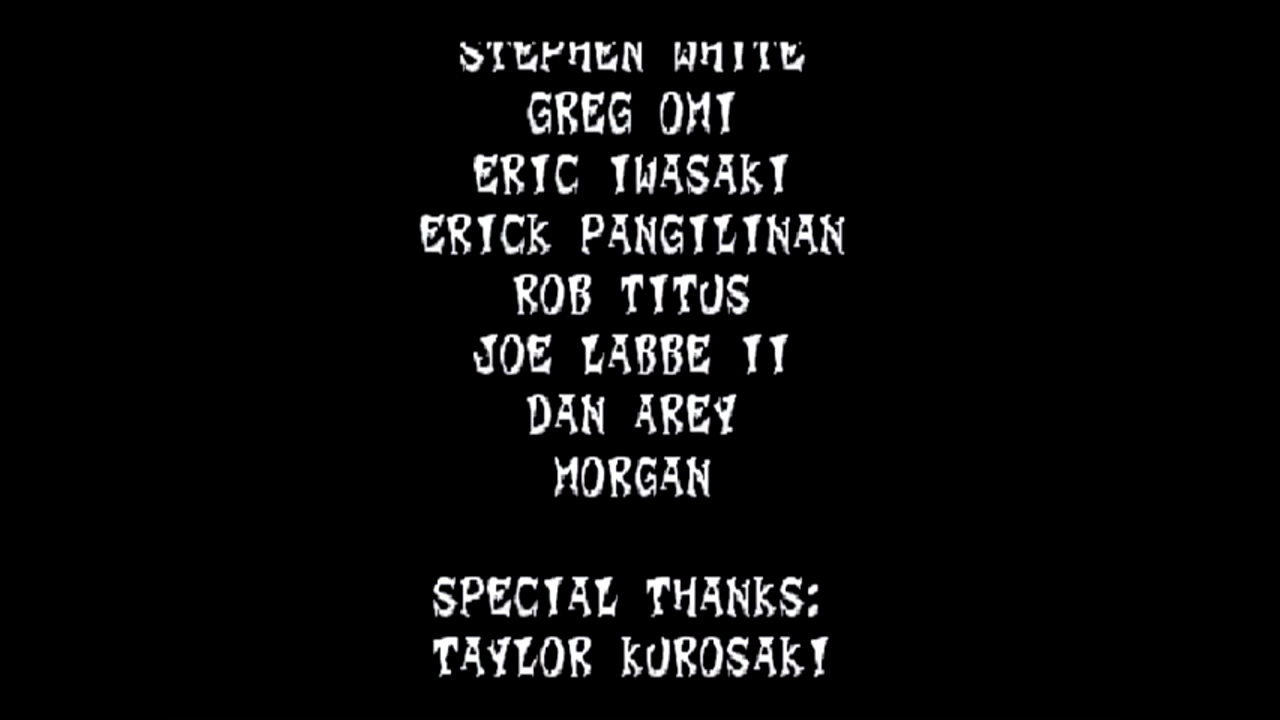 STEPHEN WHITE
GREG OMI
ERIC IWASAKI
ERICK PANGILINAN
ROB TITUS
JOE LABBE II
DAN AREY
MORGAN
SPECIAL THANKS:
TAYLOR KUROSAKI